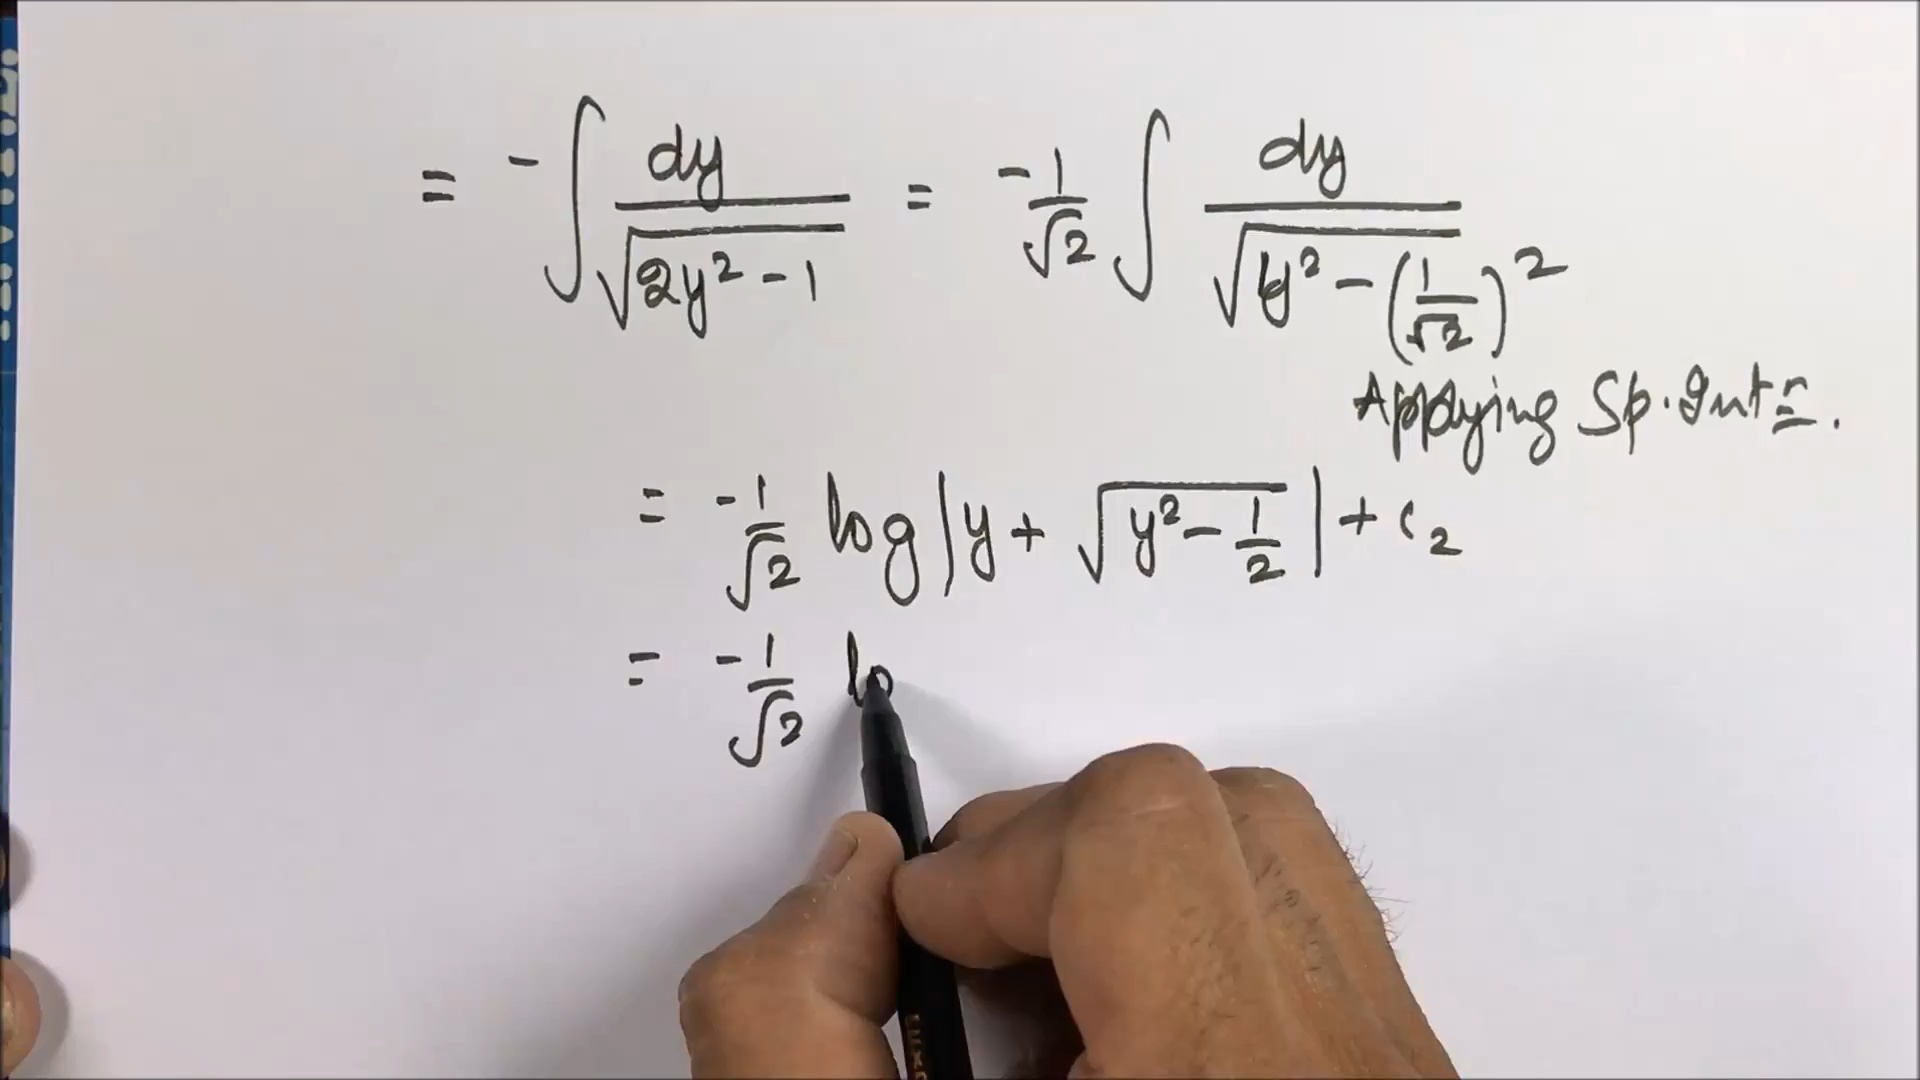 = -∫ dy / √(2y² - 1) = -1/√2 ∫ dy / √(y² - (1/√2)²)
Applying Sp. Int=.
= -1/√2 log|y + √(y² - 1/2)| + c₂
= -1/√2 lo